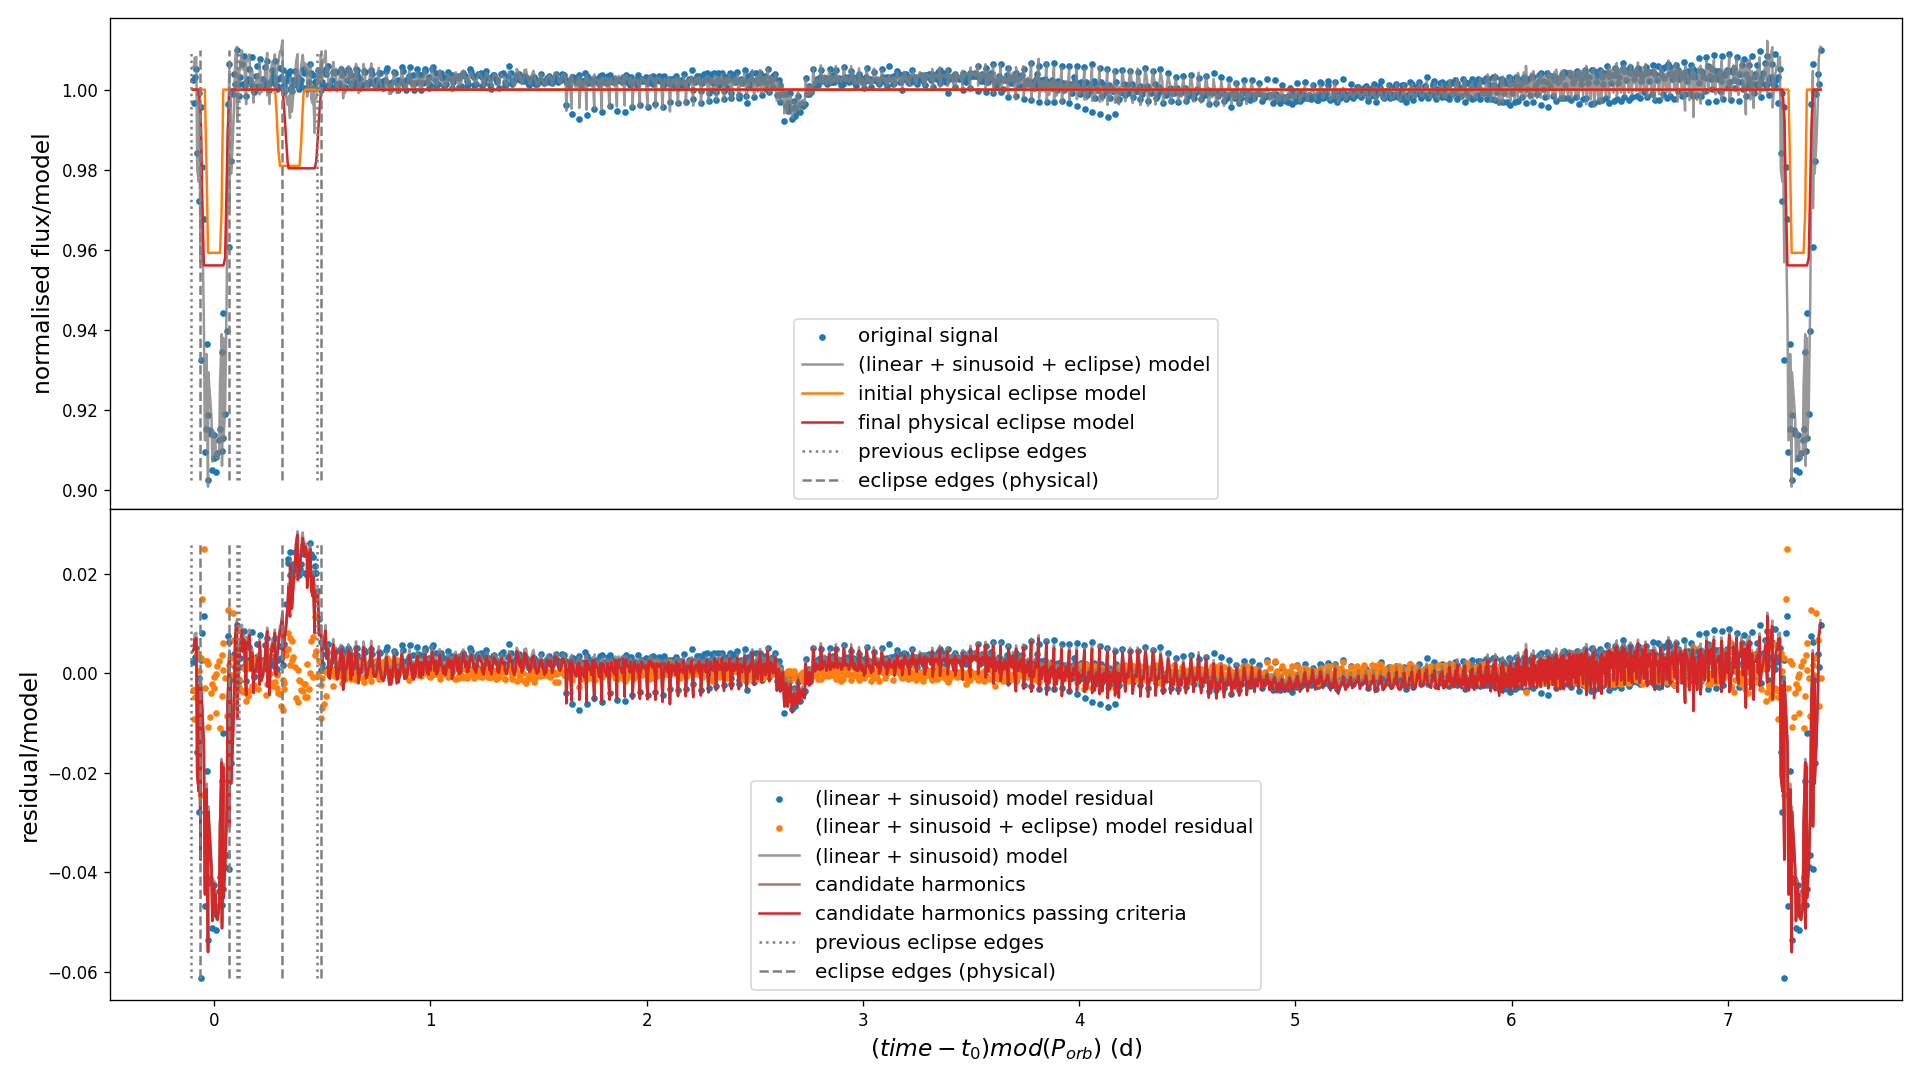 normalised flux/model
1.00
0.98
0.96
0.94
0.92
0.90
original signal
(linear + sinusoid + eclipse) model
initial physical eclipse model
final physical eclipse model
previous eclipse edges
eclipse edges (physical)
residual/model
0.02
0.00
−0.02
−0.04
−0.06
(linear + sinusoid) model residual
(linear + sinusoid + eclipse) model residual
(linear + sinusoid) model
candidate harmonics
candidate harmonics passing criteria
previous eclipse edges
eclipse edges (physical)
0 1 2 3 4 5 6 7
(time − t₀)mod(P_orb) (d)